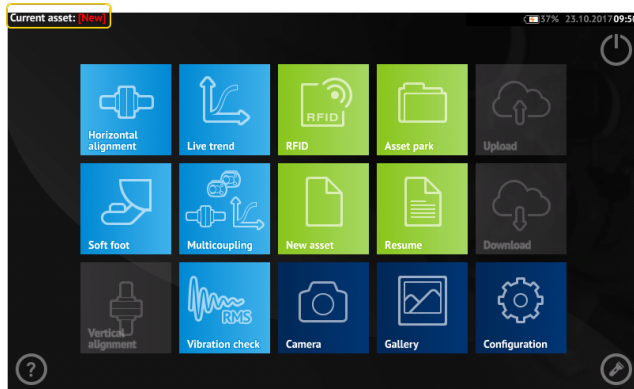 Current asset: [New]
37% 23.10.2017 09:50
Horizontal
alignment
Live trend
RFID
RFID
Asset park
Upload
Soft foot
Multicoupling
New asset
Resume
Download
Vertical
alignment
RMS
Vibration check
Camera
Gallery
Configuration
?